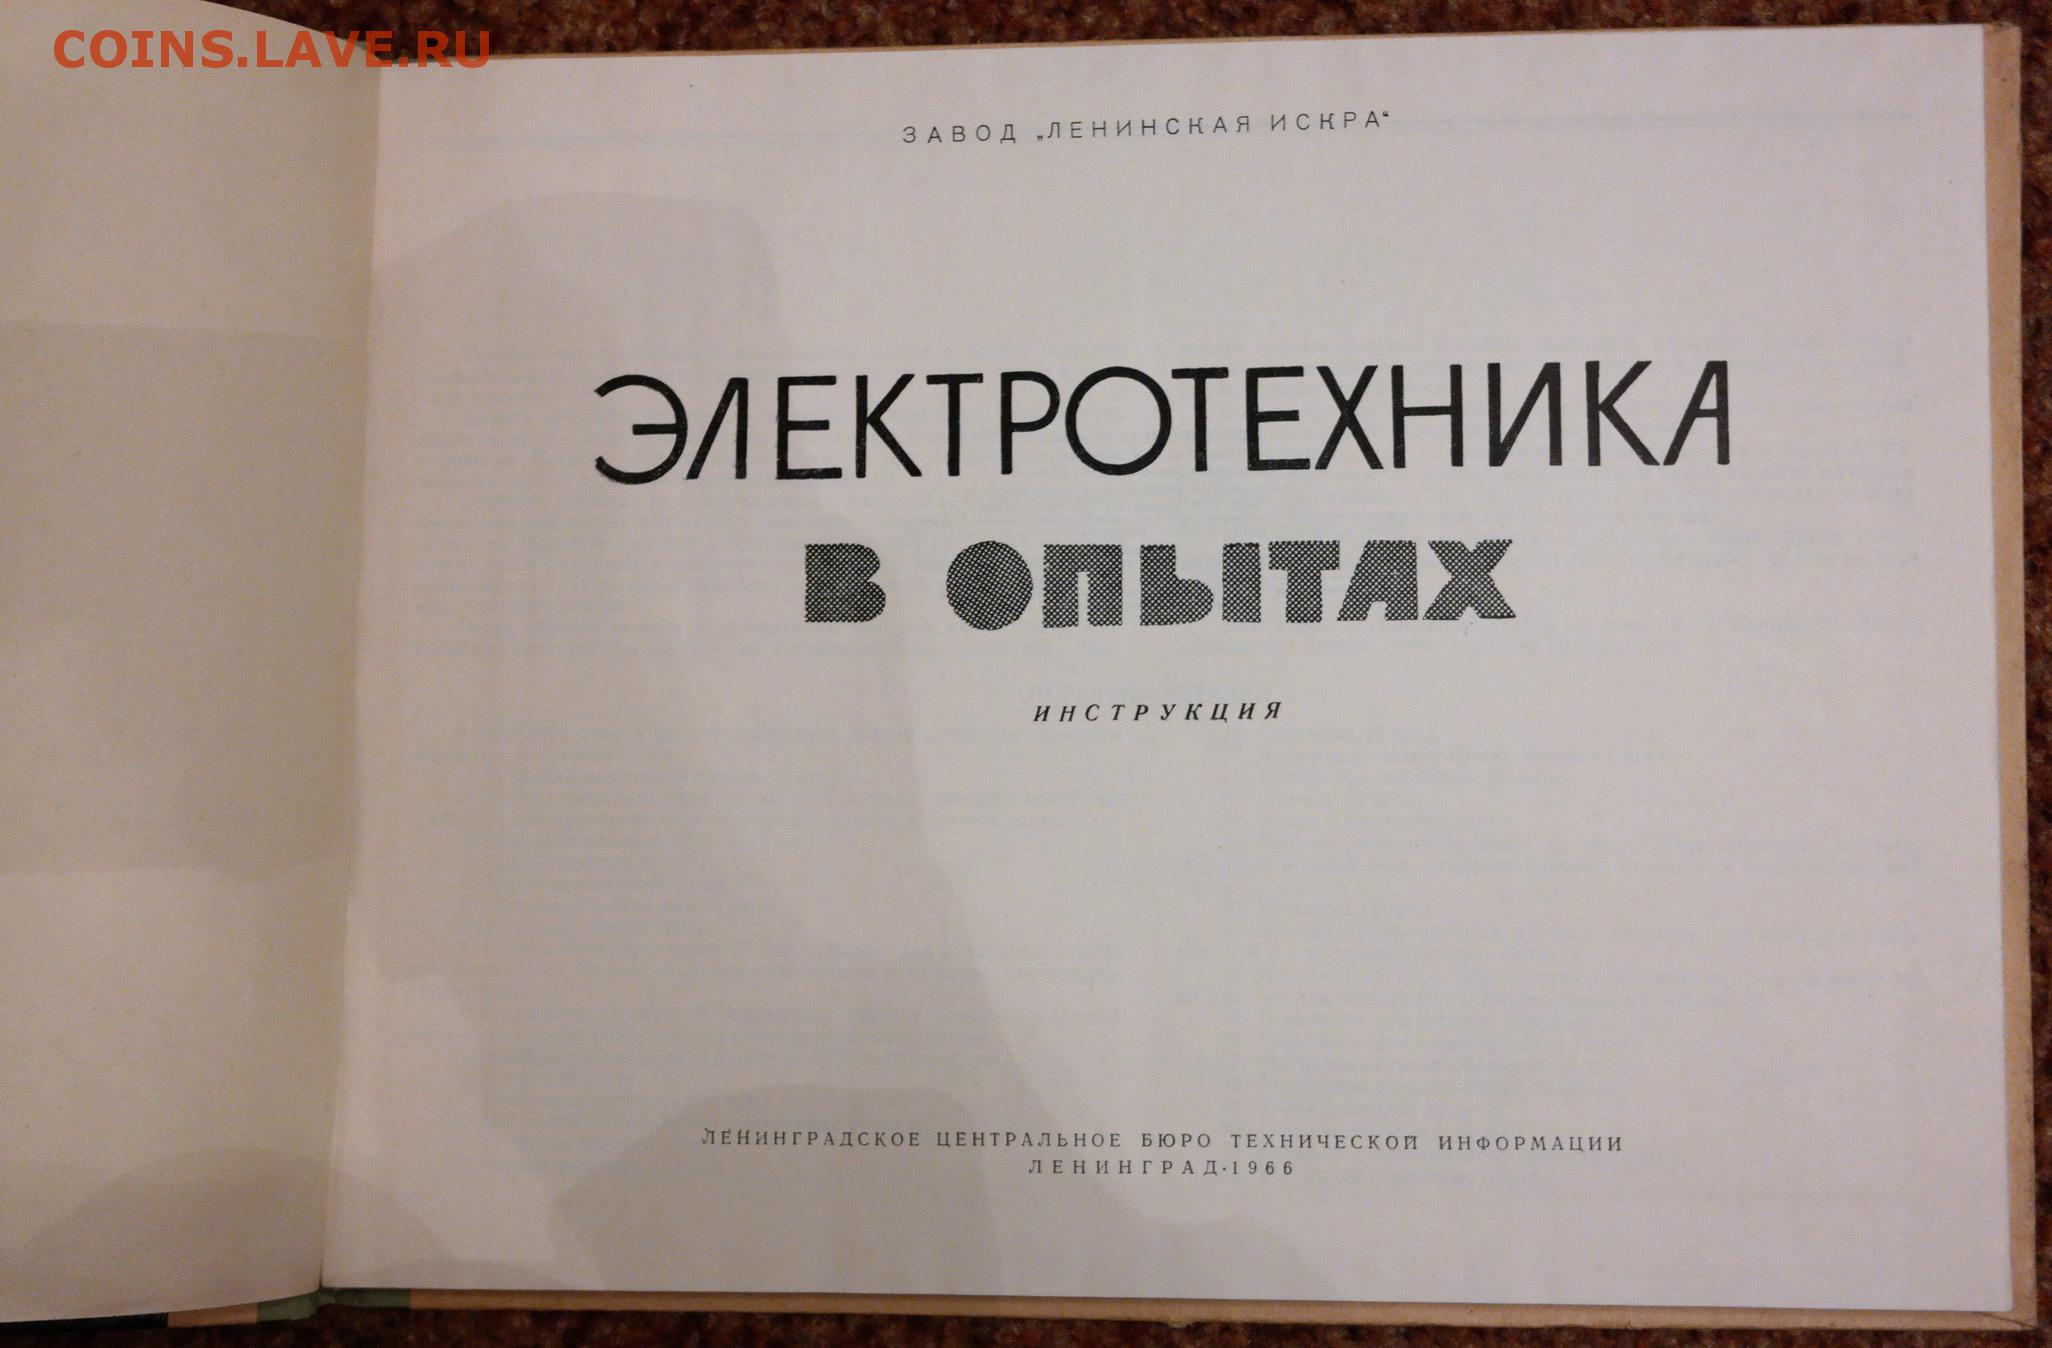 COINS.LAVE.RU
ЗАВОД „ЛЕНИНСКАЯ ИСКРА“
ЭЛЕКТРОТЕХНИКА
В ОПЫТАХ
ИНСТРУКЦИЯ
ЛЕНИНГРАДСКОЕ ЦЕНТРАЛЬНОЕ БЮРО ТЕХНИЧЕСКОЙ ИНФОРМАЦИИ
ЛЕНИНГРАД·1966